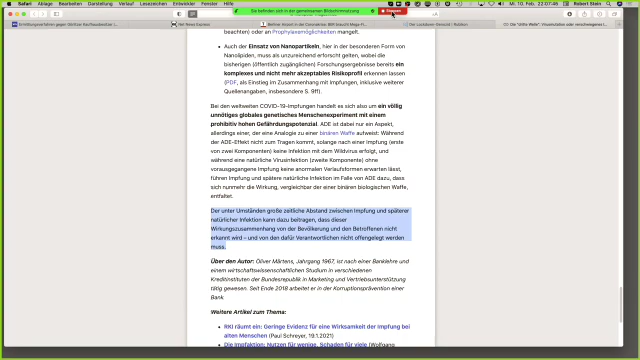 Safari Ablage Bearbeiten Darstellung Verlauf Lesezeichen Fenster Hilfe
Mi. 10. Feb. 22:07:45 Robert Stein
Sie befinden sich in der gemeinsamen Bildschirmnutzung
Hot News Express
Der Lockdown-Skandal | Rubikon
beachten) oder an Prophylaxemöglichkeiten mangelt.
• Auch der Einsatz von Nanopartikeln, hier in der besonderen Form von
Nanolipiden, muss als unzureichend erforscht gelten, wobei die
bisherigen (öffentlich zugänglichen) Forschungsergebnisse bereits ein
komplexes und nicht mehr akzeptables Risikoprofil erkennen lassen
(PDF, als Einstieg im Zusammenspiel mit Impfungen, inklusive weiterer
Quellenangaben, insbesondere S. 9ff).
Bei den weltweiten COVID-19-Impfungen handelt es sich also um ein völlig
unnötiges globales genetisches Menschenexperiment mit einem
prohibitiv hohen Gefährdungspotenzial. ADE ist dabei nur ein Aspekt,
allerdings einer, der eine Analogie zu einer binären Waffe aufweist: Während
der ADE-Effekt nicht zum Tragen kommt, solange nach einer Impfung (erste
von zwei Komponenten) keine Infektion mit dem Wildvirus erfolgt, und
während eine natürliche Virusinfektion (zweite Komponente) ohne
vorausgegangene Impfung keine anormalen Verlaufsformen erwarten lässt,
führen Impfung und spätere natürliche Infektion im Falle von ADE dazu, dass
sich nunmehr die Wirkung, vergleichbar der einer binären biologischen Waffe,
entfaltet.
Der unter Umständen große zeitliche Abstand zwischen Impfung und späterer
natürlicher Infektion kann dazu beitragen, dass dieser
Wirkungszusammenhang von der Bevölkerung und den Betroffenen nicht
erkannt wird – und von den dafür Verantwortlichen nicht offengelegt werden
muss.
Über den Autor: Oliver Märtens, Jahrgang 1967, ist nach einer Banklehre und
einem wirtschaftswissenschaftlichen Studium in verschiedenen
Kreditinstituten der Bundesrepublik in Marketing und Vertriebsunterstützung
tätig gewesen. Seit Ende 2018 arbeitet er in der Korruptionsprävention einer
Bank.
Weitere Artikel zum Thema:
• RKI räumt ein: Geringe Evidenz für eine Wirksamkeit der Impfung bei
alten Menschen (Paul Schreyer, 19.1.2021)
• Die Impfaktion: Nutzen für wenige, Schaden für viele (Wolfgang